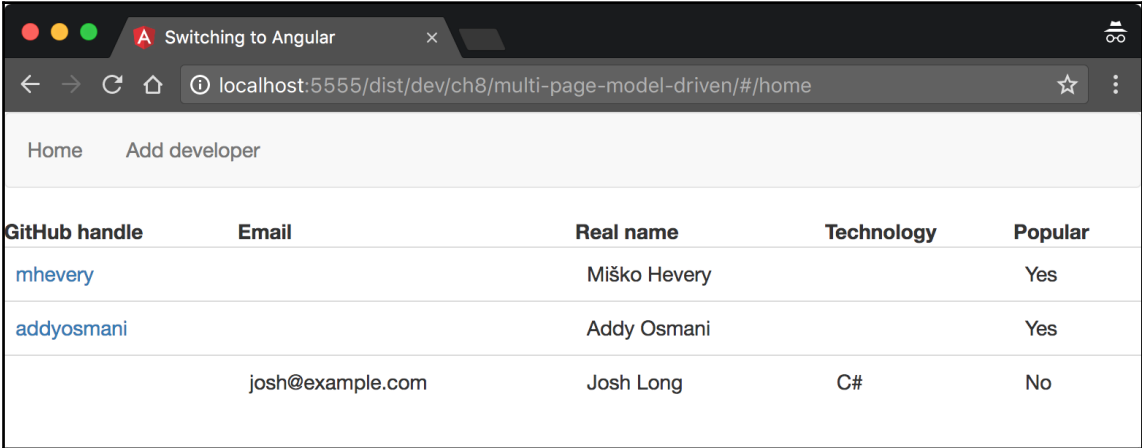 Switching to Angular
localhost:5555/dist/dev/ch8/multi-page-model-driven/#/home
Home Add developer
GitHub handle Email Real name Technology Popular
mhevery Miško Hevery Yes
addyosmani Addy Osmani Yes
josh@example.com Josh Long C# No